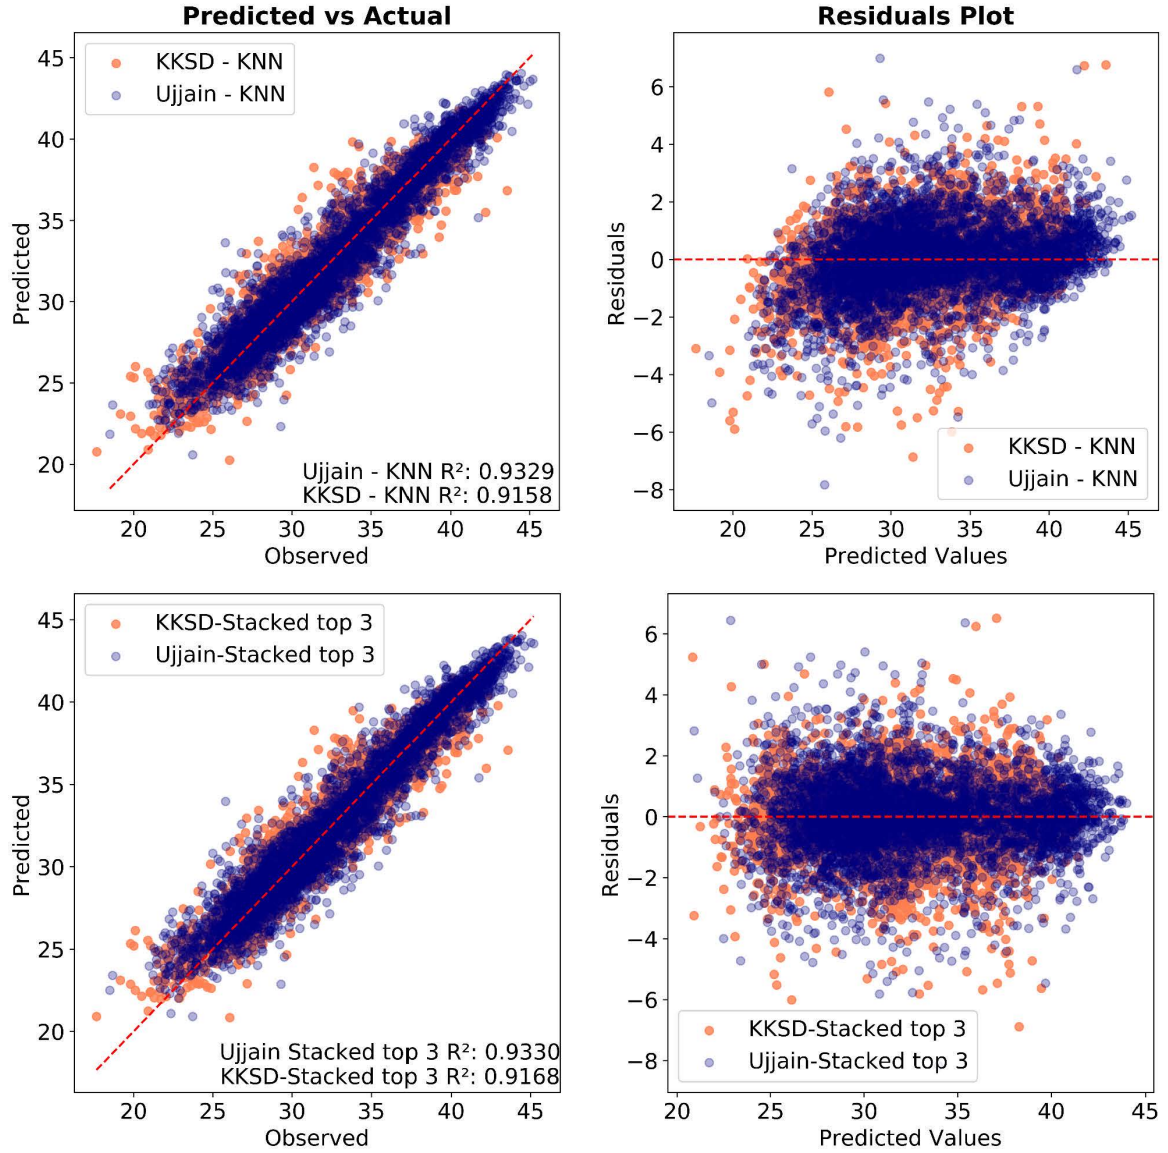 Predicted vs Actual
KKSD - KNN
Ujjain - KNN
45
40
35
30
25
20
Predicted
Ujjain - KNN R²: 0.9329
KKSD - KNN R²: 0.9158
20 25 30 35 40 45
Observed
Residuals Plot
6
4
2
0
−2
−4
−6
−8
Residuals
KKSD - KNN
Ujjain - KNN
20 25 30 35 40 45
Predicted Values
KKSD-Stacked top 3
Ujjain-Stacked top 3
45
40
35
30
25
20
Predicted
Ujjain Stacked top 3 R²: 0.9330
KKSD-Stacked top 3 R²: 0.9168
20 25 30 35 40 45
Observed
6
4
2
0
−2
−4
−6
−8
Residuals
KKSD-Stacked top 3
Ujjain-Stacked top 3
20 25 30 35 40 45
Predicted Values